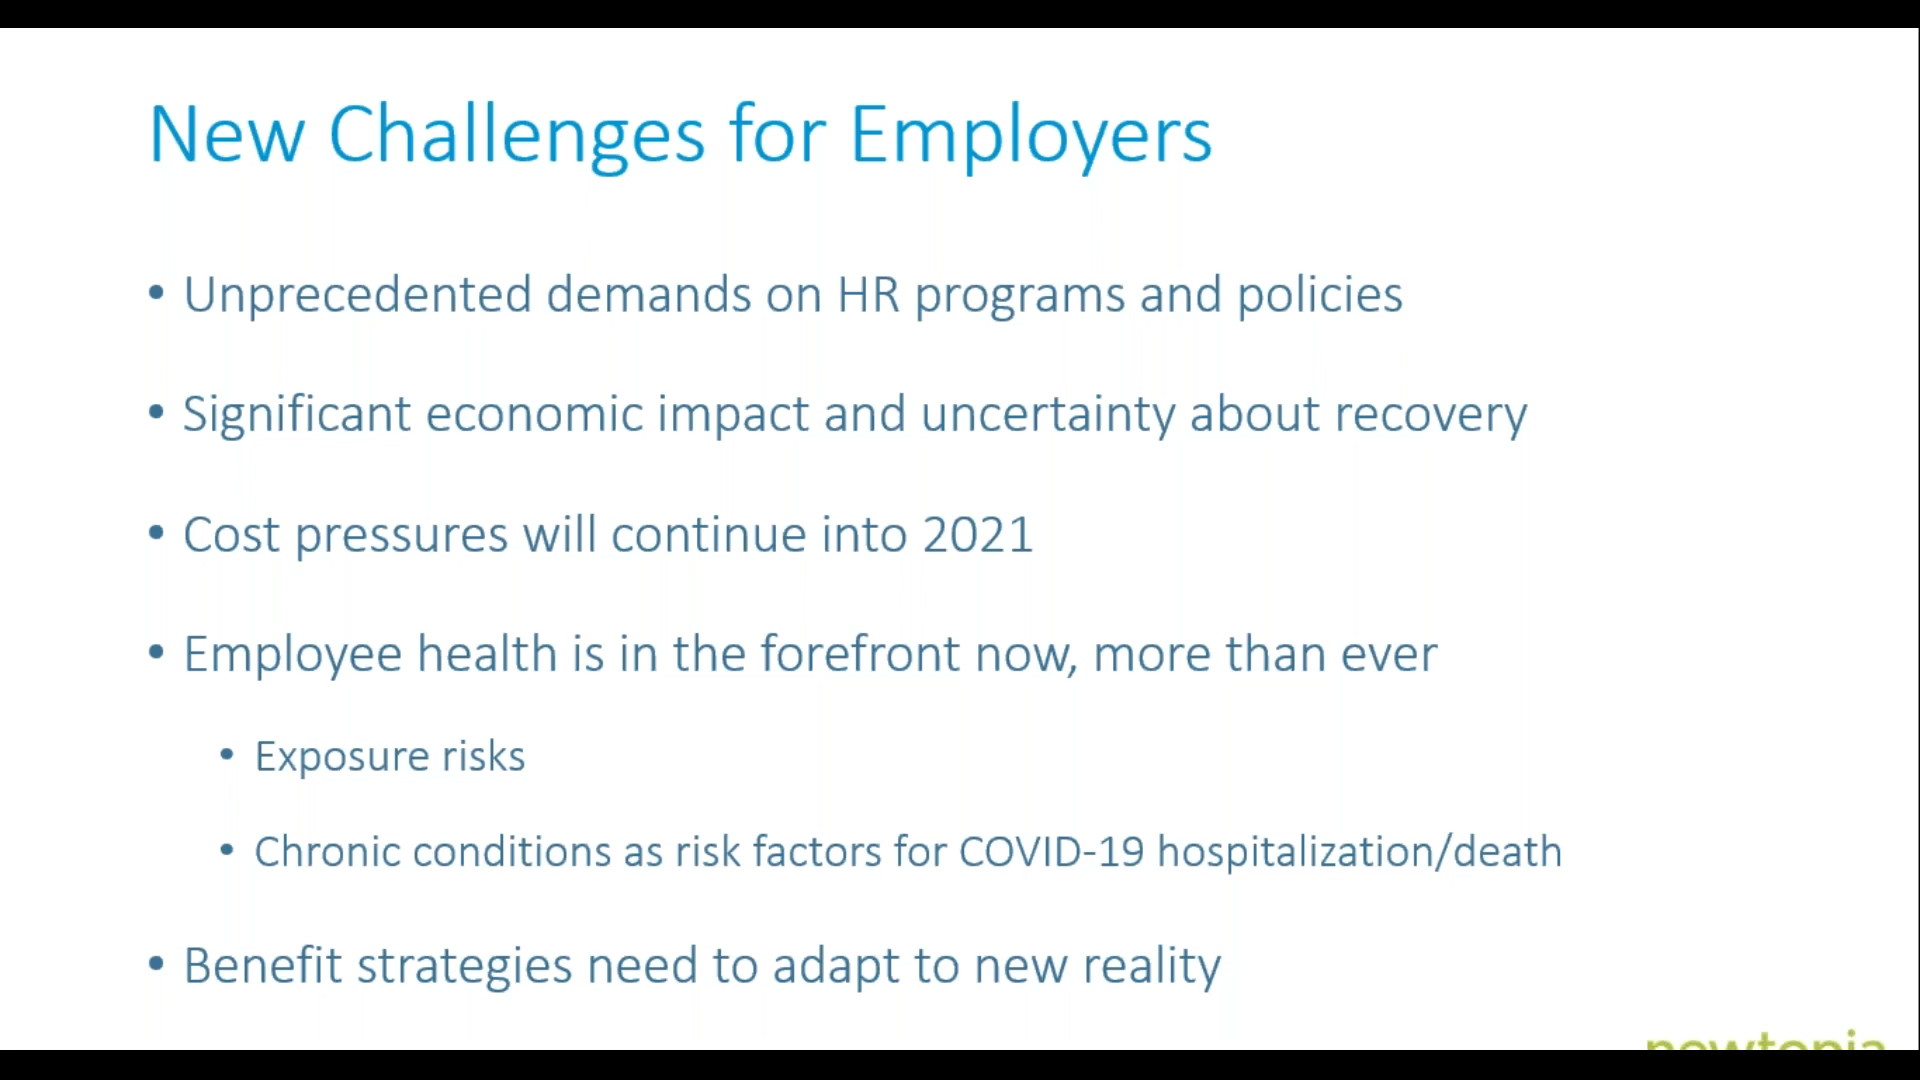 New Challenges for Employers
• Unprecedented demands on HR programs and policies
• Significant economic impact and uncertainty about recovery
• Cost pressures will continue into 2021
• Employee health is in the forefront now, more than ever
• Exposure risks
• Chronic conditions as risk factors for COVID-19 hospitalization/death
• Benefit strategies need to adapt to new reality
newtopia